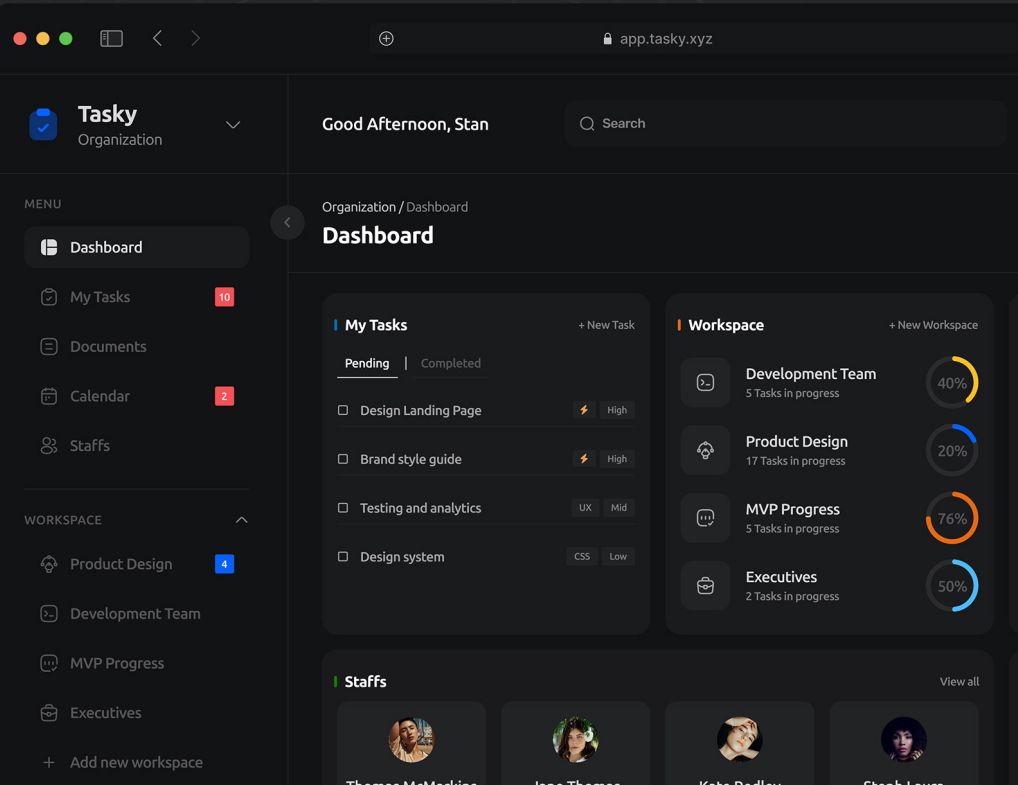 app.tasky.xyz
Tasky
Organization
Good Afternoon, Stan
Search
MENU
Dashboard
My Tasks 10
Documents
Calendar 2
Staffs
WORKSPACE
Product Design 4
Development Team
MVP Progress
Executives
+ Add new workspace
Organization / Dashboard
Dashboard
My Tasks + New Task
Pending | Completed
Design Landing Page High
Brand style guide High
Testing and analytics UX Mid
Design system CSS Low
Workspace + New Workspace
Development Team
5 Tasks in progress
40%
Product Design
17 Tasks in progress
20%
MVP Progress
5 Tasks in progress
76%
Executives
2 Tasks in progress
50%
Staffs View all
Jane Thomas